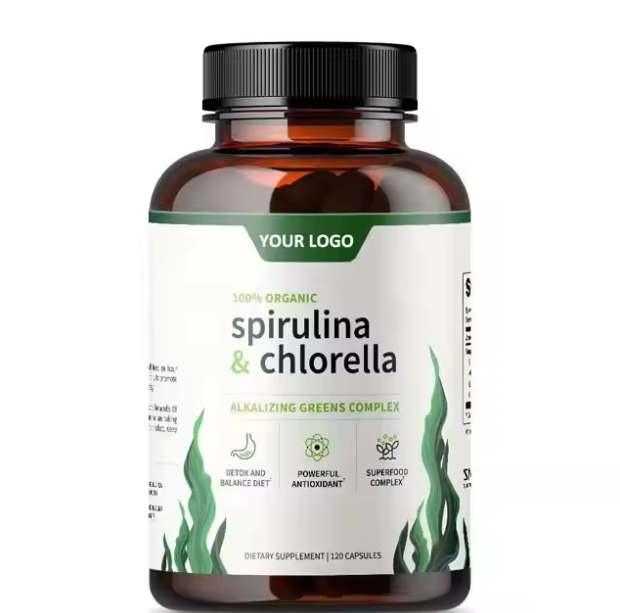 YOUR LOGO
100% ORGANIC
spirulina
& chlorella
ALKALIZING GREENS COMPLEX
DETOX AND
BALANCE DIET
POWERFUL
ANTIOXIDANT
SUPERFOOD
COMPLEX
DIETARY SUPPLEMENT | 120 CAPSULES